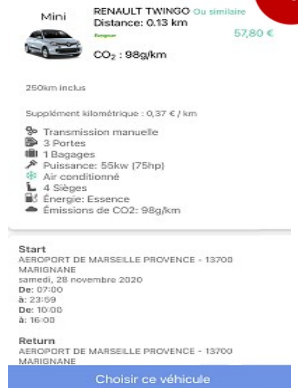 Mini
RENAULT TWINGO Ou similaire
Distance: 0.13 km
57,80 €
CO₂ : 98g/km
250km inclus
Supplément kilométrique : 0,37 € / km
Transmission manuelle
3 Portes
1 Bagages
Puissance: 55kw (75hp)
Air conditionné
4 Sièges
Énergie: Essence
Émissions de CO2: 98g/km
Start
AEROPORT DE MARSEILLE PROVENCE - 13700
MARIGNANE
samedi, 28 novembre 2020
De: 07:00
à: 23:59
De: 10:00
à: 16:00
Return
AEROPORT DE MARSEILLE PROVENCE - 13700
MARIGNANE
Choisir ce véhicule